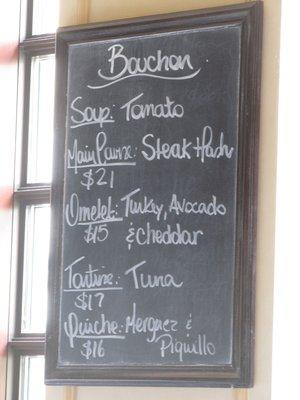 Bouchon
Soup: Tomato
Main Parix: Steak Hash
$21
Omelet: Turkey, Avocado
$15 & cheddar
Tartine: Tuna
$17
Quiche: Merguez &
$16 Piquillo